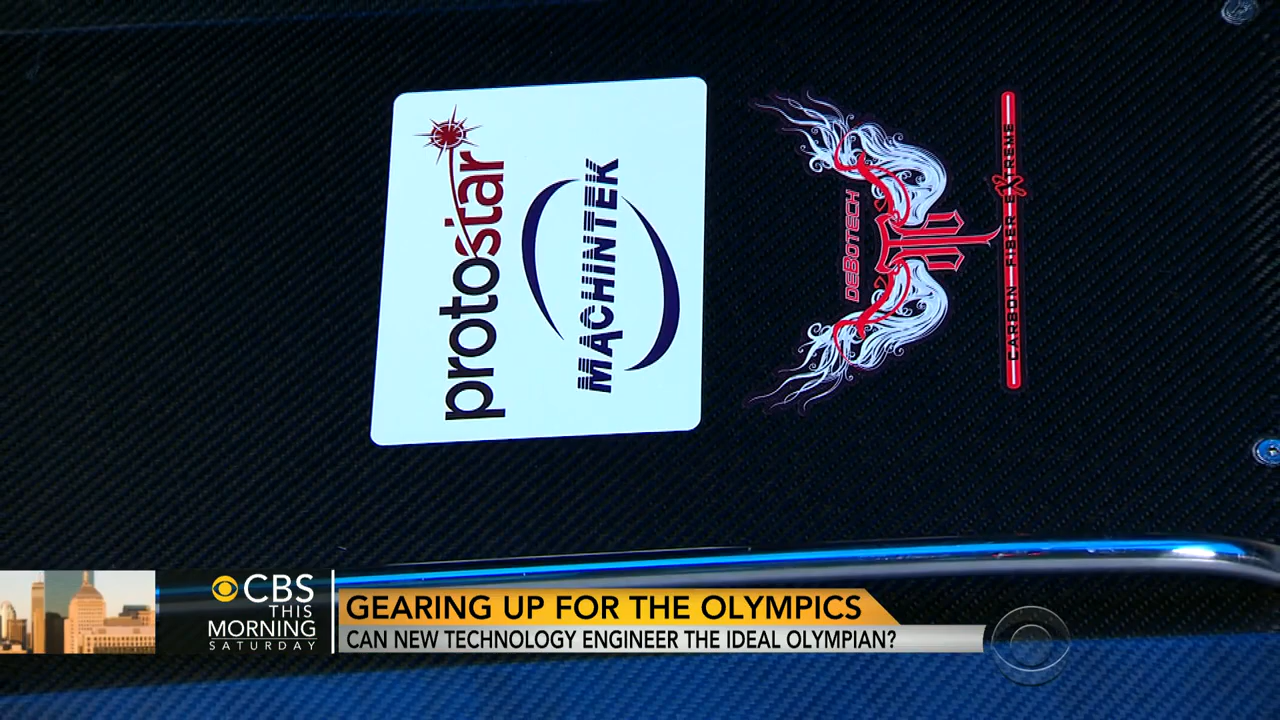 protostar
MACHINTEK
DEBOTECH
CARBON FIBER EXTREME
CBS
THIS
MORNING
SATURDAY
GEARING UP FOR THE OLYMPICS
CAN NEW TECHNOLOGY ENGINEER THE IDEAL OLYMPIAN?